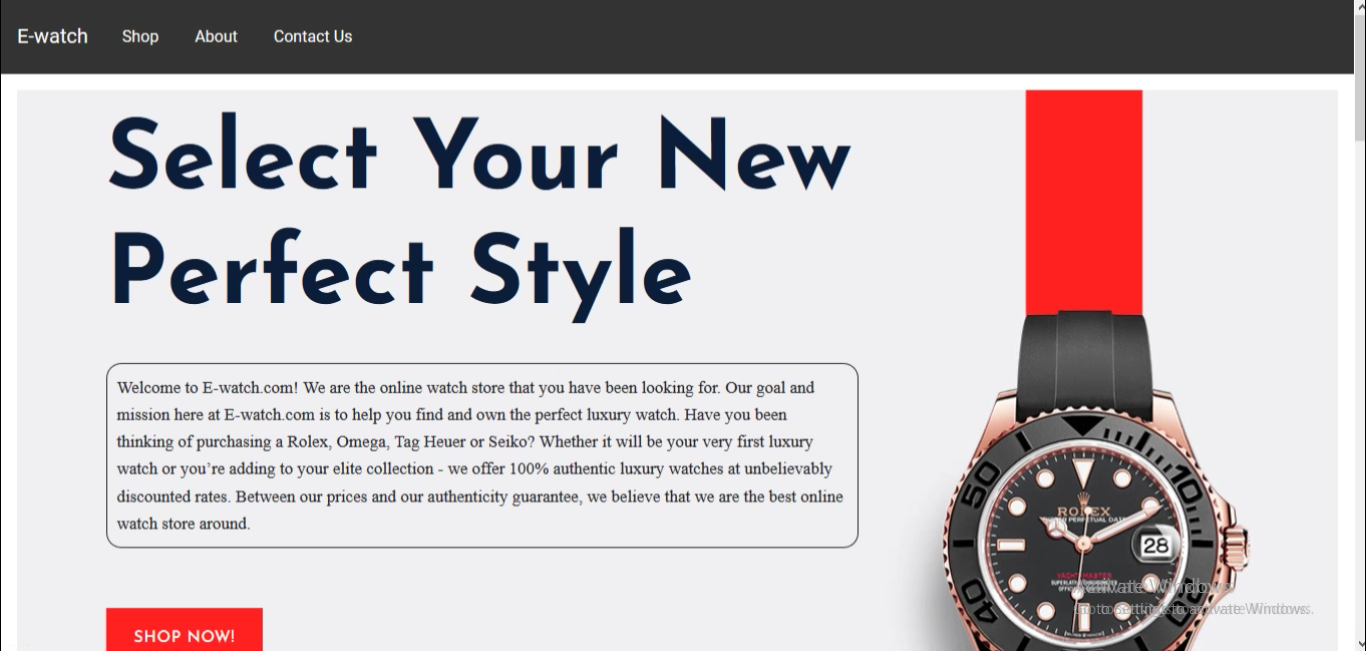 E-watch Shop About Contact Us
Select Your New
Perfect Style
Welcome to E-watch.com! We are the online watch store that you have been looking for. Our goal and
mission here at E-watch.com is to help you find and own the perfect luxury watch. Have you been
thinking of purchasing a Rolex, Omega, Tag Heuer or Seiko? Whether it will be your very first luxury
watch or you’re adding to your elite collection - we offer 100% authentic luxury watches at unbelievably
discounted rates. Between our prices and our authenticity guarantee, we believe that we are the best online
watch store around.
SHOP NOW!
50
10
ROLEX
28
YACHT-MASTER
40
20
Activate Windows
Go to Settings to activate Windows.